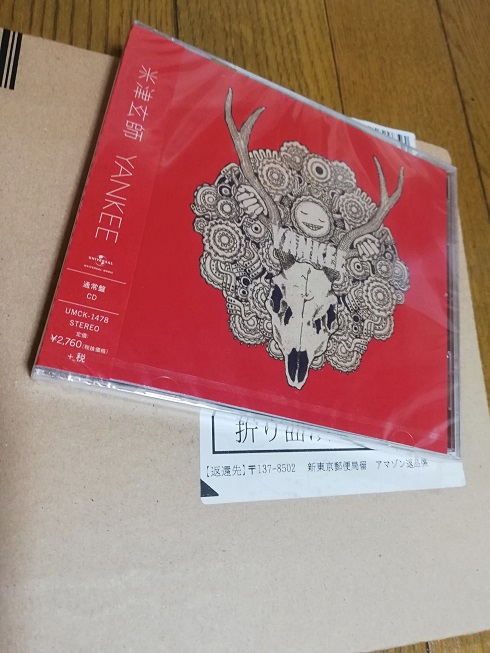 米津玄師 YANKEE
UNIVERSAL
UNIVERSAL MUSIC
通常盤
CD
UMCK-1478
STEREO
定価:
¥2,760(税抜価格)
+税
YANKEE
折り曲げ
【返還先】〒137-8502 新東京郵便局留 アマゾン返品係